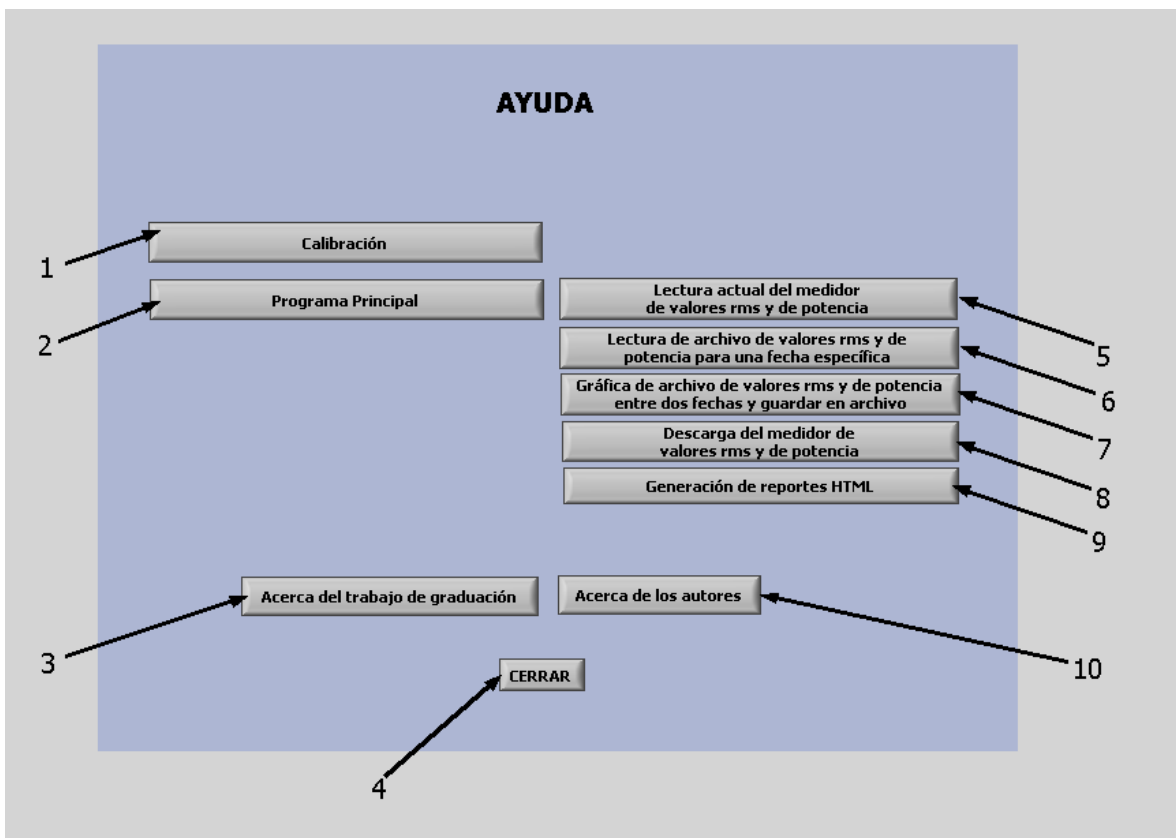 AYUDA
Calibración
1
Programa Principal
2
Lectura actual del medidor
de valores rms y de potencia
5
Lectura de archivo de valores rms y de
potencia para una fecha específica
6
Gráfica de archivo de valores rms y de potencia
entre dos fechas y guardar en archivo
7
Descarga del medidor de
valores rms y de potencia
8
Generación de reportes HTML
9
Acerca del trabajo de graduación
3
Acerca de los autores
10
CERRAR
4